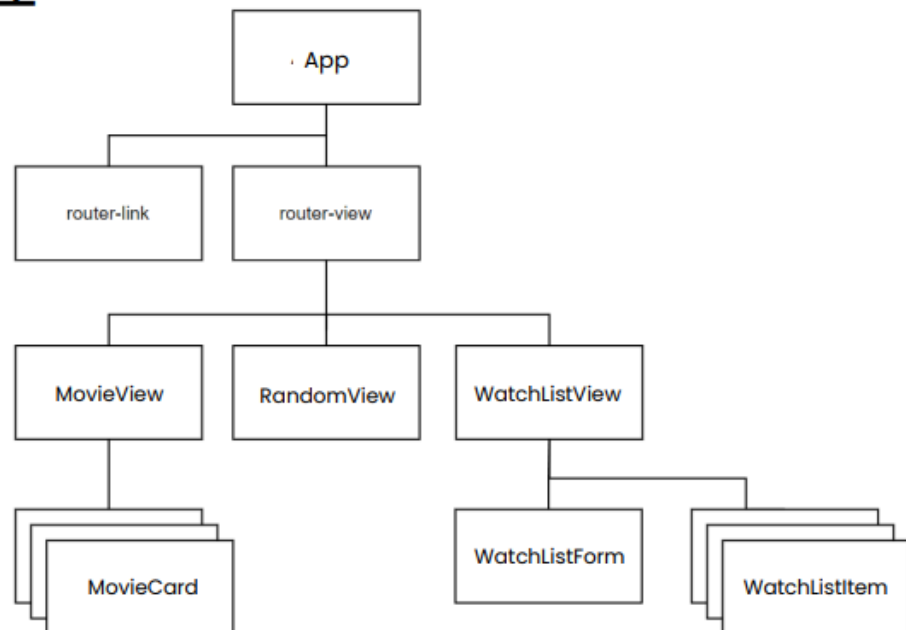 App
router-link
router-view
MovieView
RandomView
WatchListView
WatchListForm
MovieCard
WatchListItem